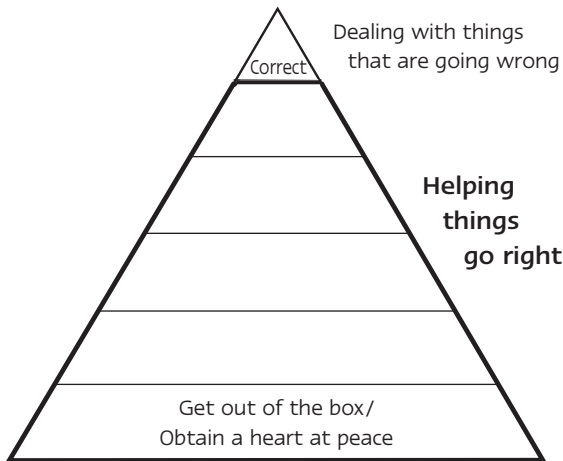 Dealing with things
that are going wrong
Correct
Helping
things
go right
Get out of the box/
Obtain a heart at peace